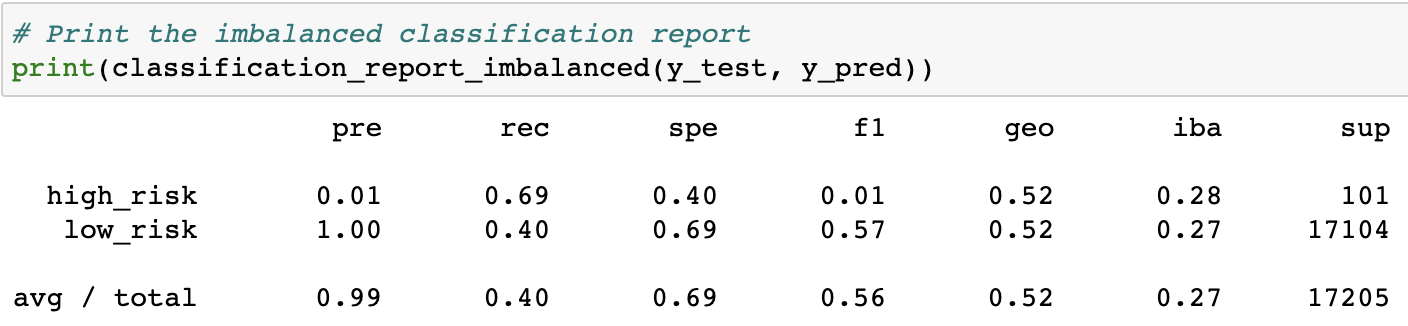 # Print the imbalanced classification report
print(classification_report_imbalanced(y_test, y_pred))
pre rec spe f1 geo iba sup
high_risk 0.01 0.69 0.40 0.01 0.52 0.28 101
low_risk 1.00 0.40 0.69 0.57 0.52 0.27 17104
avg / total 0.99 0.40 0.69 0.56 0.52 0.27 17205